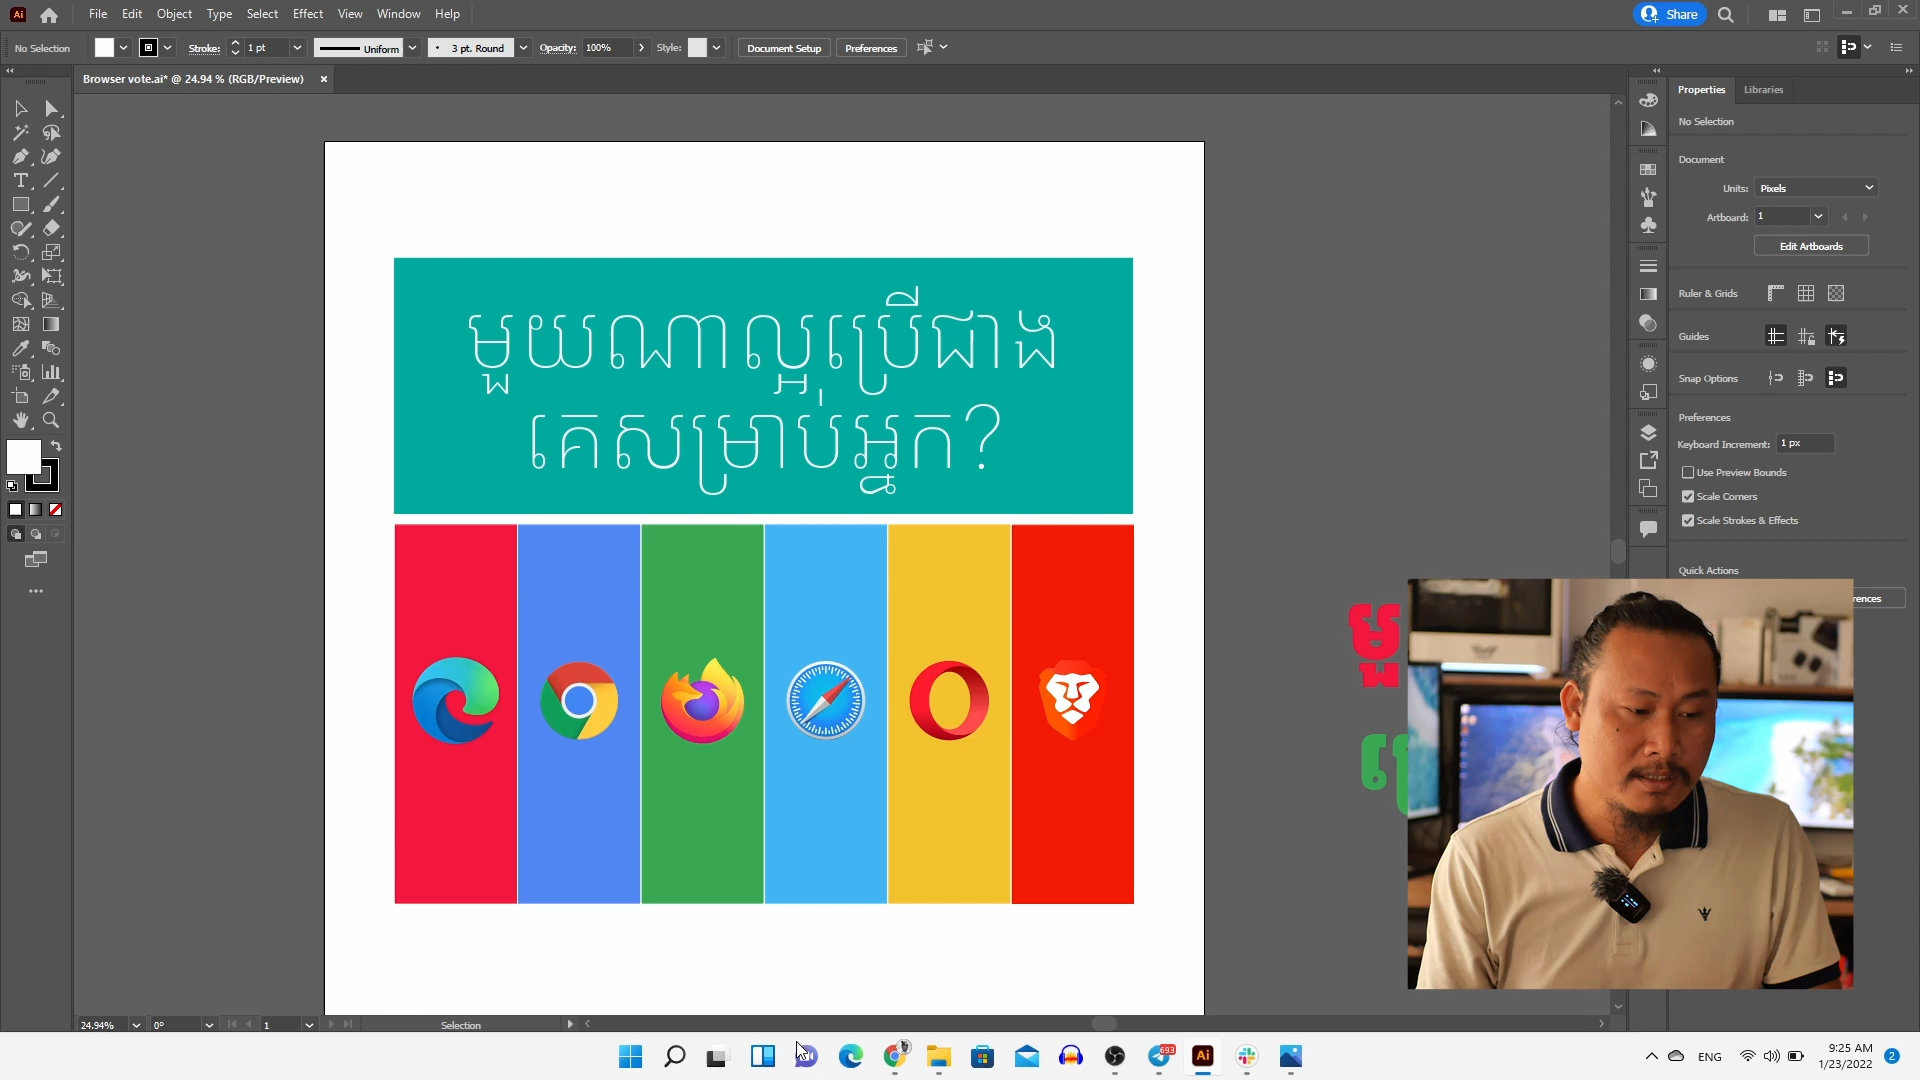 Ai File Edit Object Type Select Effect View Window Help Share
No Selection Stroke: 1 pt Uniform 3 pt. Round Opacity: 100% Style: Document Setup Preferences
Browser vote.ai* @ 24.94 % (RGB/Preview)
Properties Libraries
No Selection
Document
Units: Pixels
Artboard: 1
Edit Artboards
Ruler & Grids
Guides
Snap Options
Preferences
Keyboard Increment: 1 px
Use Preview Bounds
Scale Corners
Scale Strokes & Effects
Quick Actions
មួយណាល្អប្រើជាង
គេសម្រាប់អ្នក?
24.94% 0° 1 Selection
693 Ai ENG 9:25 AM
1/23/2022 2